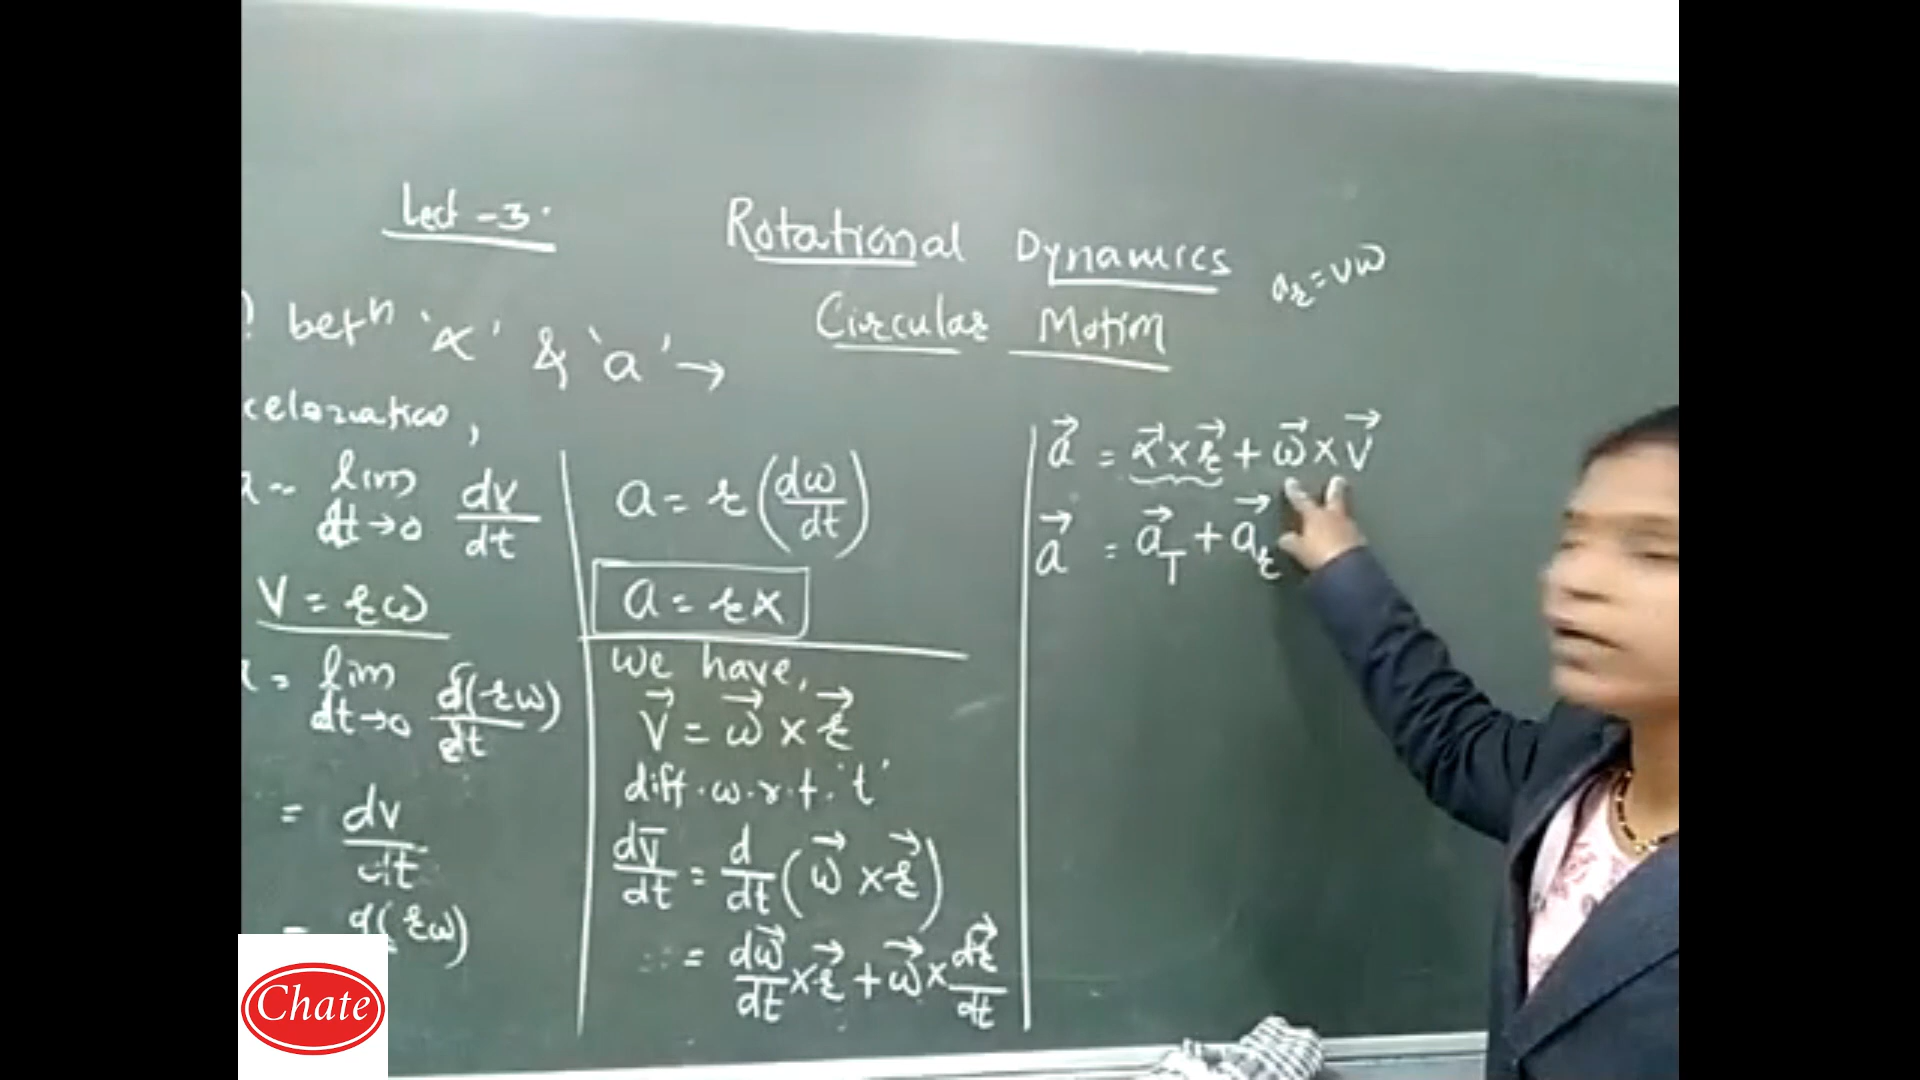 Lect -3.
Rotational Dynamics
Circular Motion
a_r = vω
betⁿ 'α' & 'a' →
celeration,
a = lim dt→0 dv/dt
V = rω
a = lim dt→0 d(rω)/dt
= dv/dt
= d(rω)
a = r (dω/dt)
a = rα
We have,
V⃗ = ω⃗ × r⃗
diff. w.r.t. 't'
dv̅/dt = d/dt (ω⃗ × r⃗)
= dω⃗/dt × r⃗ + ω⃗ × dr⃗/dt
a⃗ = α⃗ × r⃗ + ω⃗ × V⃗
a⃗ = a⃗_T + a⃗_r
Chate